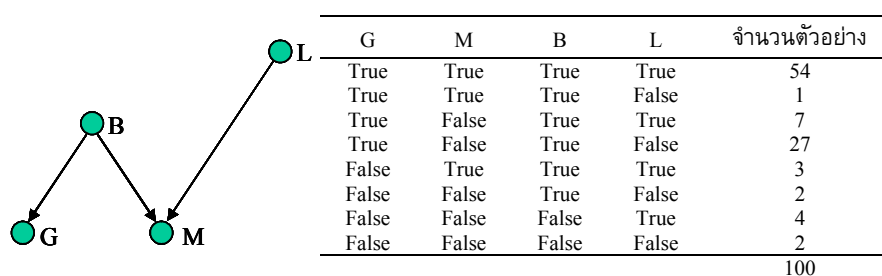 L
B
G M
G M B L จำนวนตัวอย่าง
True True True True 54
True True True False 1
True False True True 7
True False True False 27
False True True True 3
False False True False 2
False False False True 4
False False False False 2
100